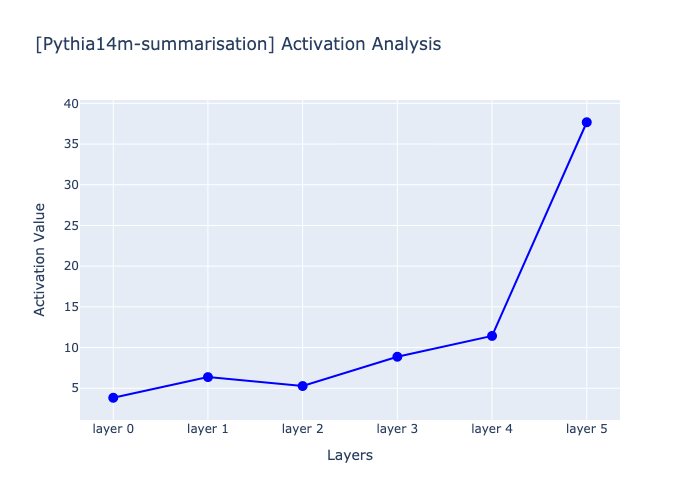 [Pythia14m-summarisation] Activation Analysis
Activation Value
40
35
30
25
20
15
10
5
layer 0 layer 1 layer 2 layer 3 layer 4 layer 5
Layers